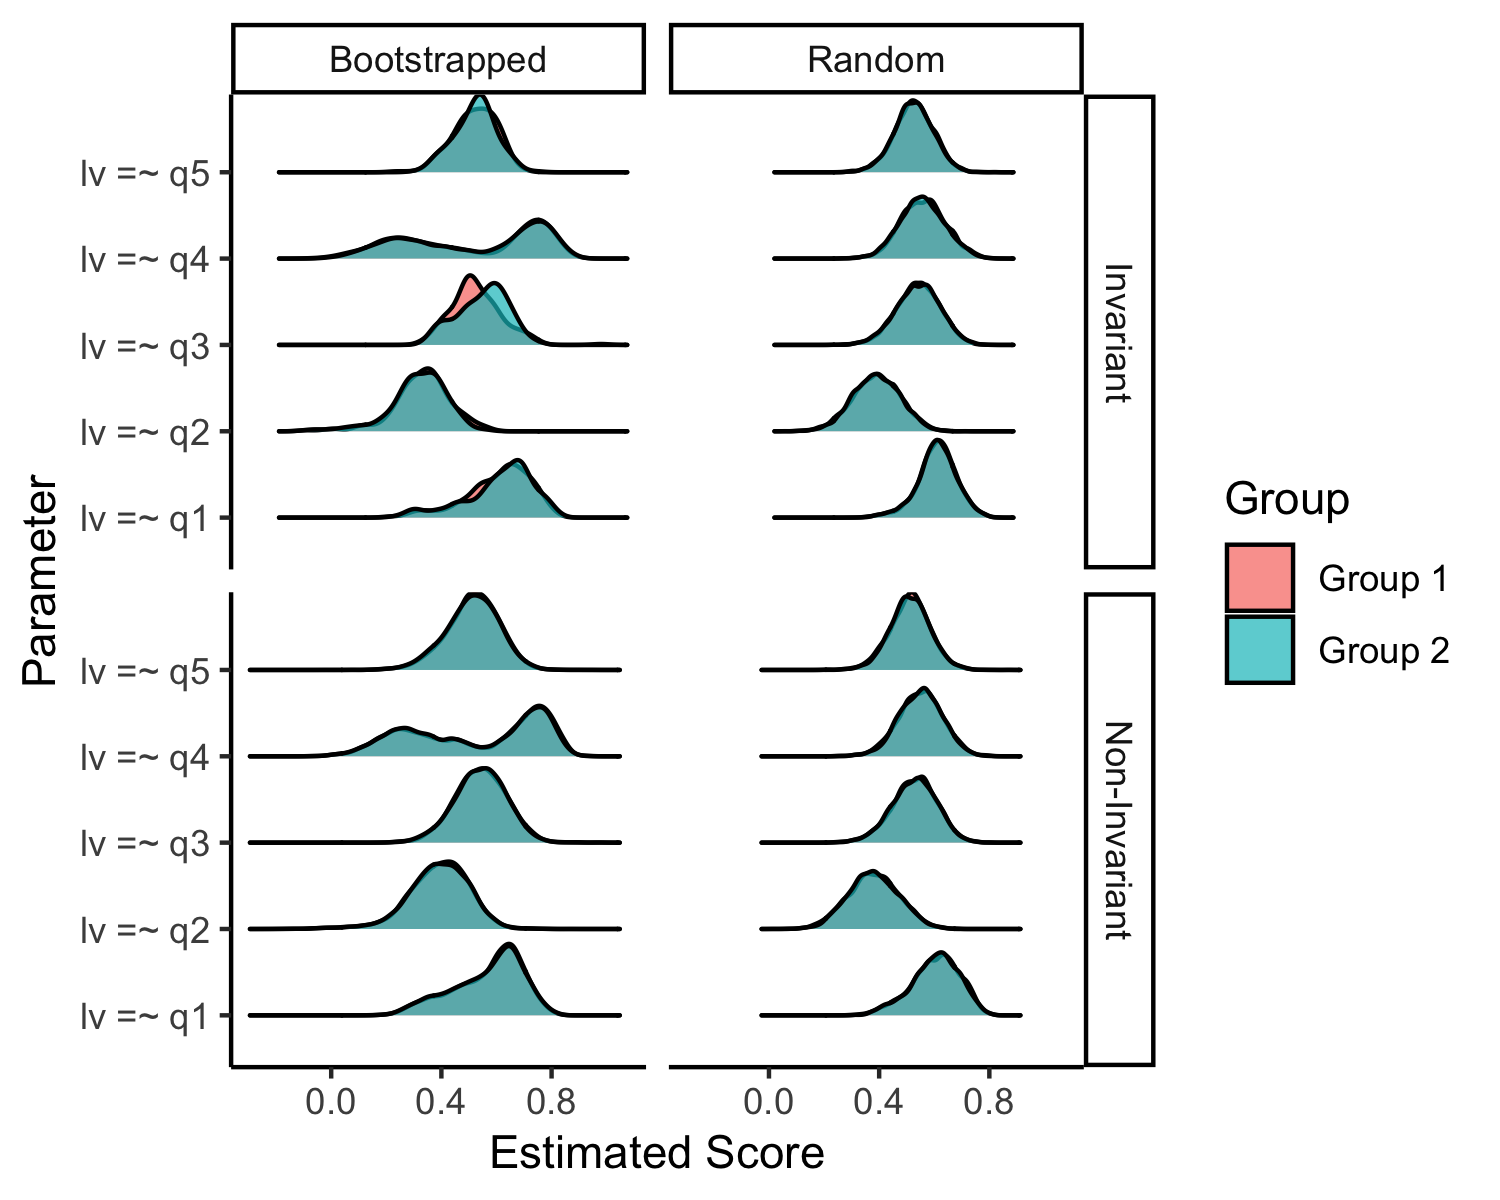 Bootstrapped
Random
lv =~ q5
lv =~ q4
lv =~ q3
lv =~ q2
lv =~ q1
Invariant
lv =~ q5
lv =~ q4
lv =~ q3
lv =~ q2
lv =~ q1
Non-Invariant
Parameter
0.0 0.4 0.8
0.0 0.4 0.8
Estimated Score
Group
Group 1
Group 2